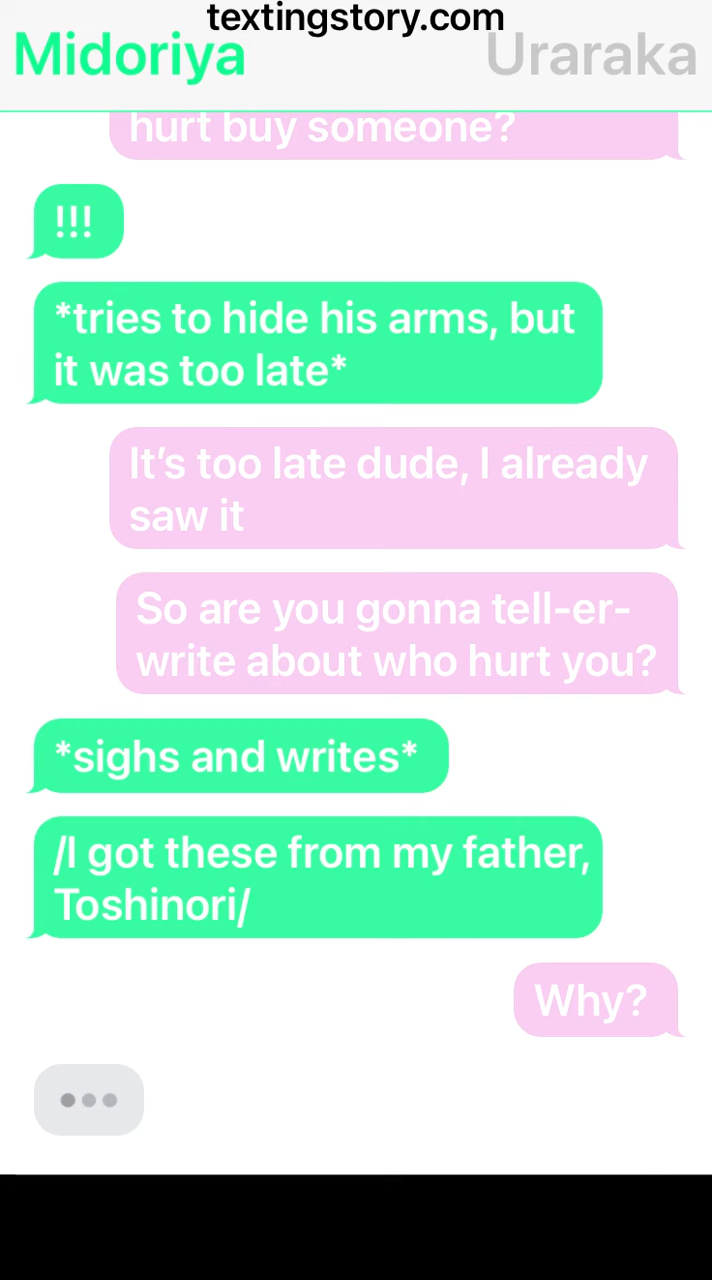 textingstory.com
Midoriya
Uraraka
hurt buy someone?
!!!
*tries to hide his arms, but
it was too late*
It’s too late dude, I already
saw it
So are you gonna tell-er-
write about who hurt you?
*sighs and writes*
/I got these from my father,
Toshinori/
Why?